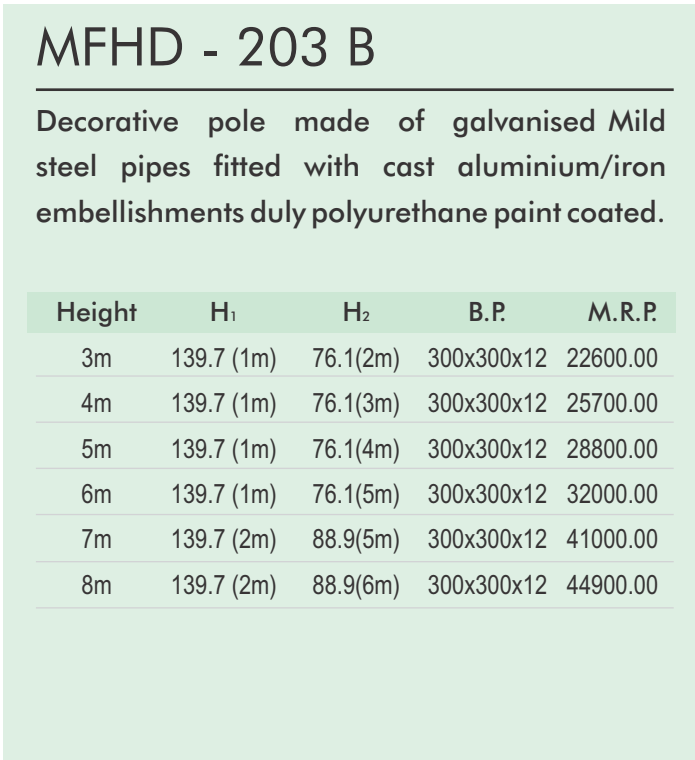 MFHD - 203 B
Decorative pole made of galvanised Mild
steel pipes fitted with cast aluminium/iron
embellishments duly polyurethane paint coated.
Height H₁ H₂ B.P. M.R.P.
3m 139.7 (1m) 76.1(2m) 300x300x12 22600.00
4m 139.7 (1m) 76.1(3m) 300x300x12 25700.00
5m 139.7 (1m) 76.1(4m) 300x300x12 28800.00
6m 139.7 (1m) 76.1(5m) 300x300x12 32000.00
7m 139.7 (2m) 88.9(5m) 300x300x12 41000.00
8m 139.7 (2m) 88.9(6m) 300x300x12 44900.00